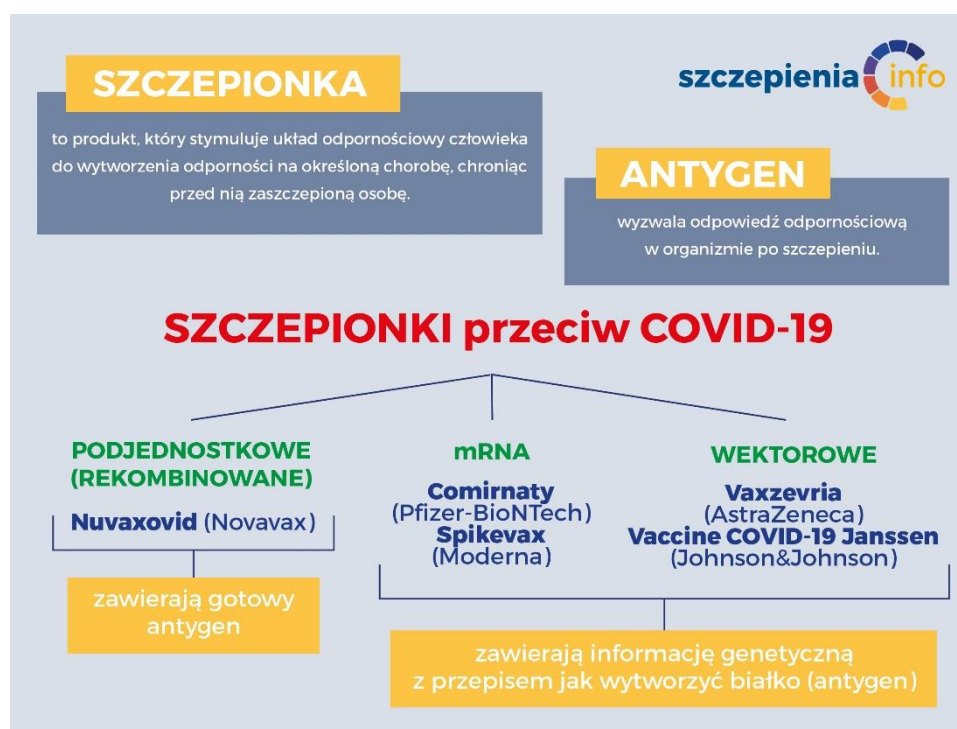 SZCZEPIONKA
to produkt, który stymuluje układ odpornościowy człowieka
do wytworzenia odporności na określoną chorobę, chroniąc
przed nią zaszczepioną osobę.
szczepienia info
ANTYGEN
wyzwala odpowiedź odpornościową
w organizmie po szczepieniu.
SZCZEPIONKI przeciw COVID-19
PODJEDNOSTKOWE
(REKOMBINOWANE)
Nuvaxovid (Novavax)
zawierają gotowy
antygen
mRNA
Comirnaty
(Pfizer-BioNTech)
Spikevax
(Moderna)
WEKTOROWE
Vaxzevria
(AstraZeneca)
Vaccine COVID-19 Janssen
(Johnson&Johnson)
zawierają informację genetyczną
z przepisem jak wytworzyć białko (antygen)